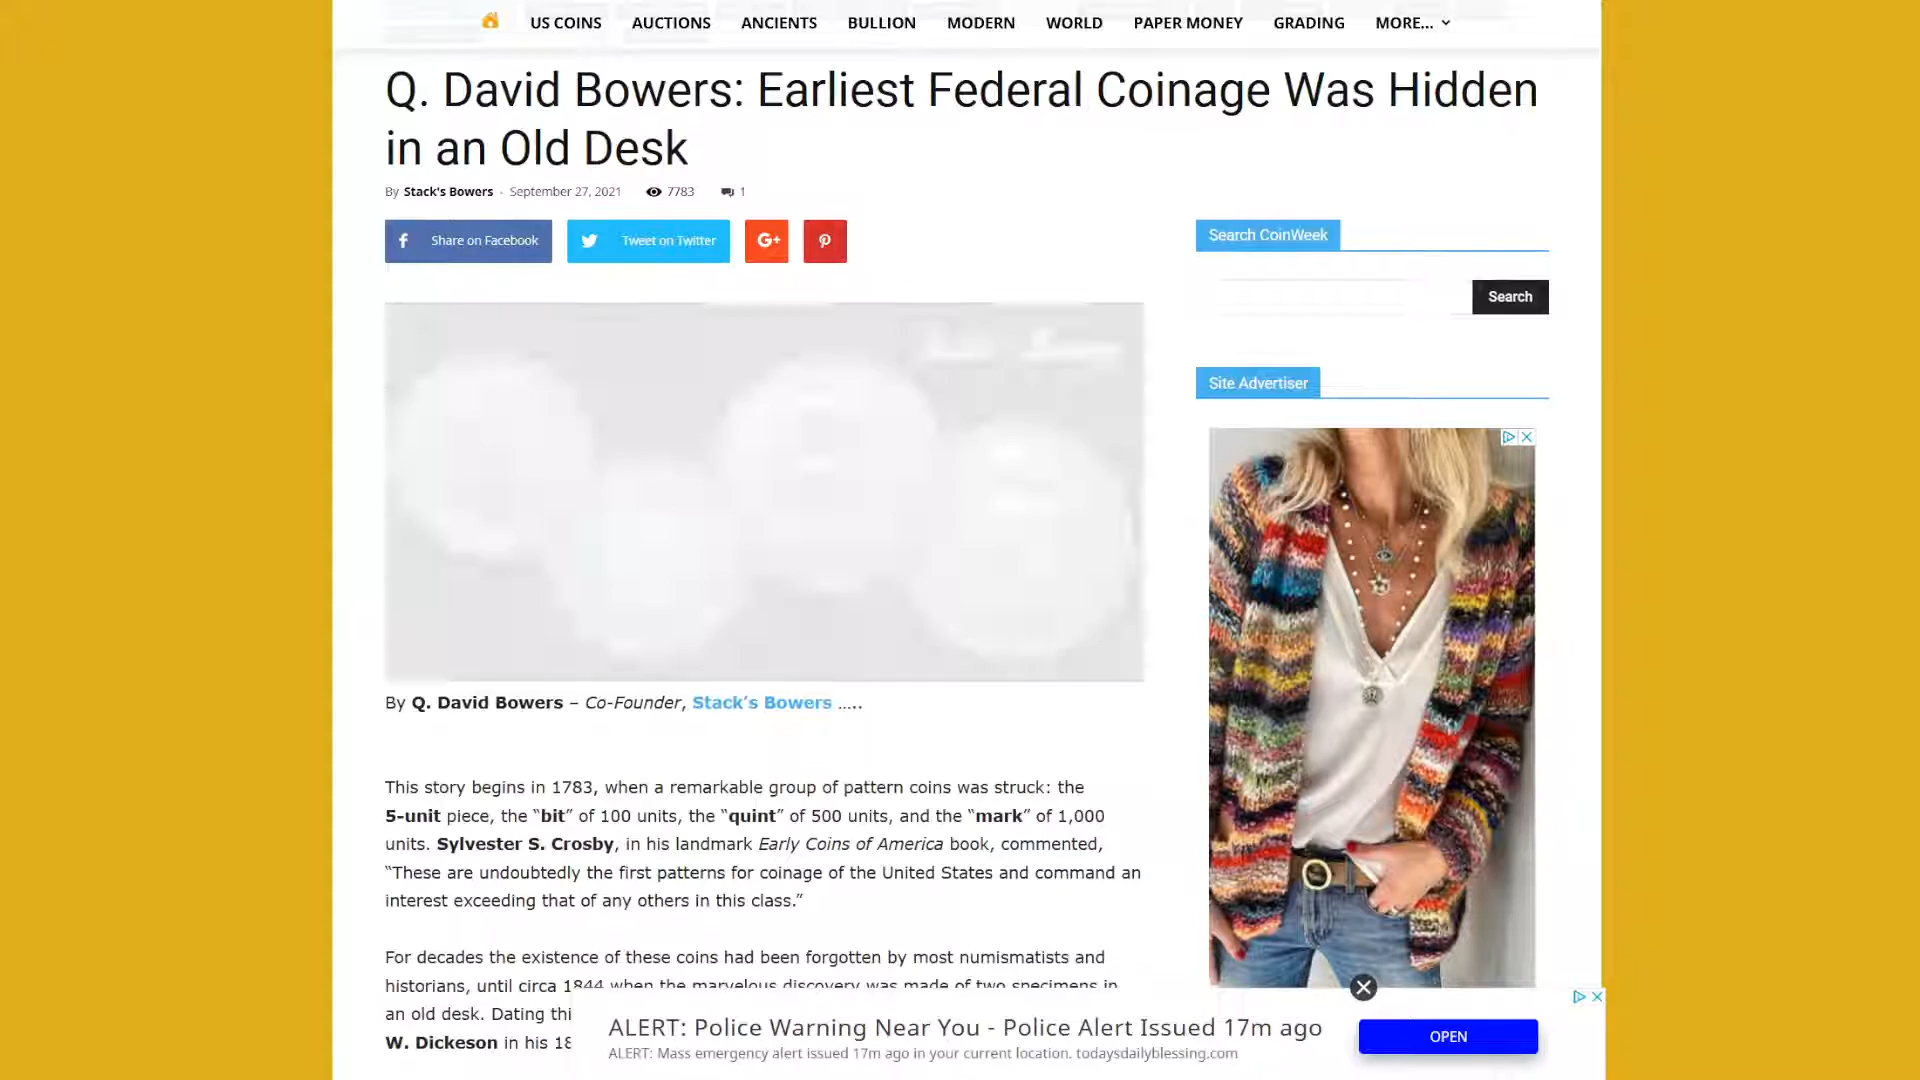 US COINS AUCTIONS ANCIENTS BULLION MODERN WORLD PAPER MONEY GRADING MORE...
Q. David Bowers: Earliest Federal Coinage Was Hidden
in an Old Desk
By Stack's Bowers - September 27, 2021 7783 1
Share on Facebook Tweet on Twitter G+
Search CoinWeek
Search
Site Advertiser
By Q. David Bowers – Co-Founder, Stack’s Bowers …..
This story begins in 1783, when a remarkable group of pattern coins was struck: the
5-unit piece, the “bit” of 100 units, the “quint” of 500 units, and the “mark” of 1,000
units. Sylvester S. Crosby, in his landmark Early Coins of America book, commented,
“These are undoubtedly the first patterns for coinage of the United States and command an
interest exceeding that of any others in this class.”
For decades the existence of these coins had been forgotten by most numismatists and
historians, until circa 1844 when the marvelous discovery was made of two specimens in
an old desk. Dating thi
W. Dickeson in his 18
ALERT: Police Warning Near You - Police Alert Issued 17m ago
ALERT: Mass emergency alert issued 17m ago in your current location. todaysdailyblessing.com
OPEN